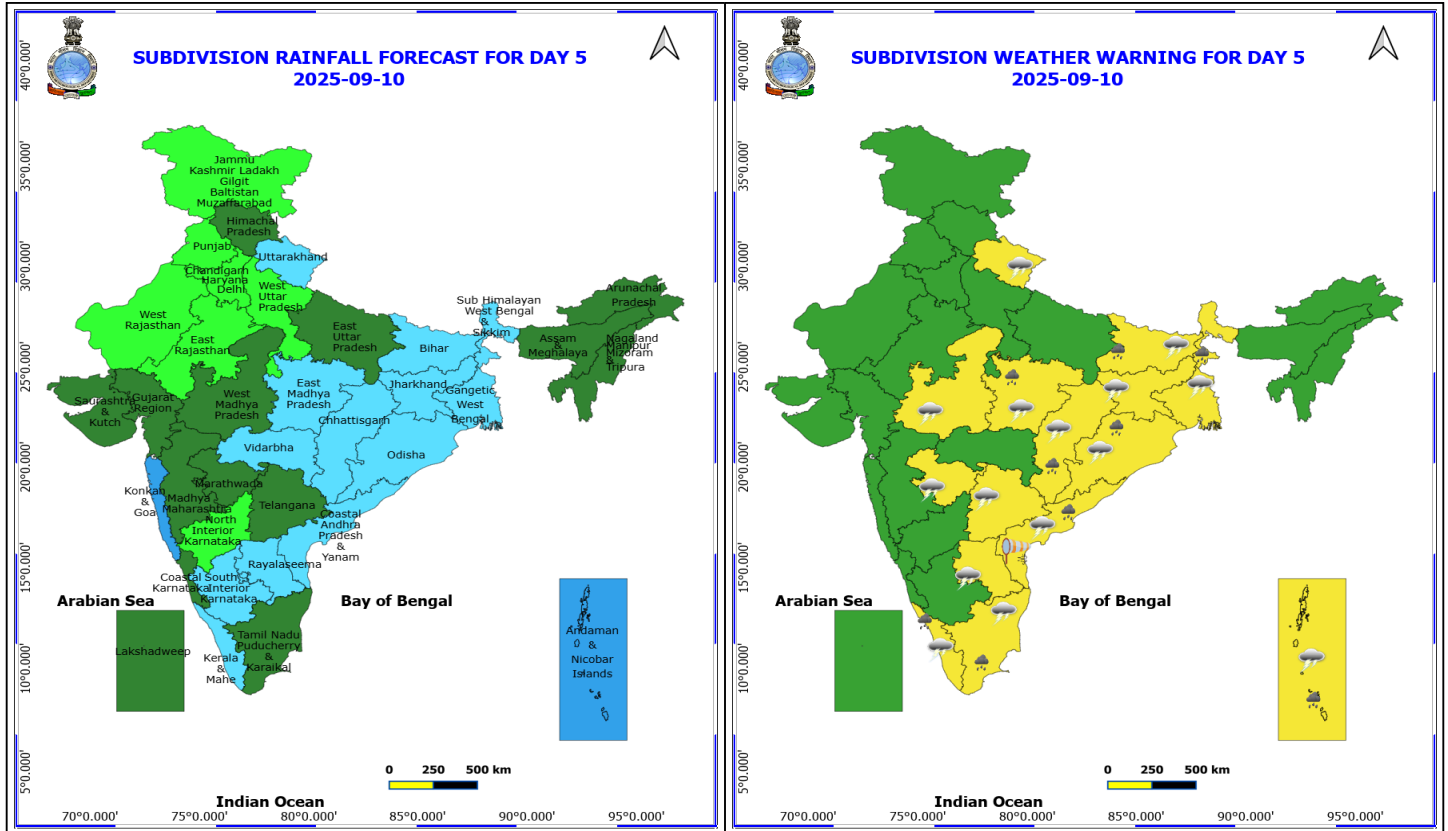 SUBDIVISION RAINFALL FORECAST FOR DAY 5
2025-09-10
40°0.000'
35°0.000'
30°0.000'
25°0.000'
20°0.000'
15°0.000'
10°0.000'
5°0.000'
Jammu
Kashmir Ladakh
Gilgit
Baltistan
Muzaffarabad
Himachal
Pradesh
Punjab
Uttarakhand
Chandigarh
Haryana
Delhi
West
Uttar
Pradesh
West
Rajasthan
East
Rajasthan
East
Uttar
Pradesh
Sub Himalayan
West Bengal
&
Sikkim
Bihar
Arunachal
Pradesh
Assam
&
Meghalaya
Nagaland
Manipur
Mizoram
&
Tripura
Saurashtra
&
Kutch
Gujarat
Region
West
Madhya
Pradesh
East
Madhya
Pradesh
Jharkhand
Gangetic
West
Bengal
Chhattisgarh
Vidarbha
Odisha
Konkan
&
Goa
Madhya
Maharashtra
Marathwada
Telangana
North
Interior
Karnataka
Coastal
Andhra
Pradesh
&
Yanam
Rayalaseema
Coastal
Karnataka
South
Interior
Karnataka
Arabian Sea
Bay of Bengal
Lakshadweep
Kerala
&
Mahe
Tamil Nadu
Puducherry
&
Karaikal
Andaman
&
Nicobar
Islands
0 250 500 km
Indian Ocean
70°0.000' 75°0.000' 80°0.000' 85°0.000' 90°0.000' 95°0.000'
SUBDIVISION WEATHER WARNING FOR DAY 5
2025-09-10
40°0.000'
35°0.000'
30°0.000'
25°0.000'
20°0.000'
15°0.000'
10°0.000'
5°0.000'
Arabian Sea
Bay of Bengal
0 250 500 km
Indian Ocean
70°0.000' 75°0.000' 80°0.000' 85°0.000' 90°0.000' 95°0.000'